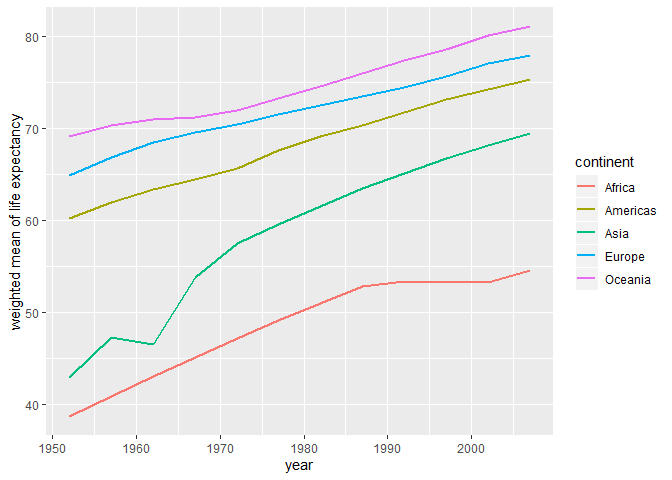 80
70
60
50
40
weighted mean of life expectancy
1950 1960 1970 1980 1990 2000
year
continent
Africa
Americas
Asia
Europe
Oceania